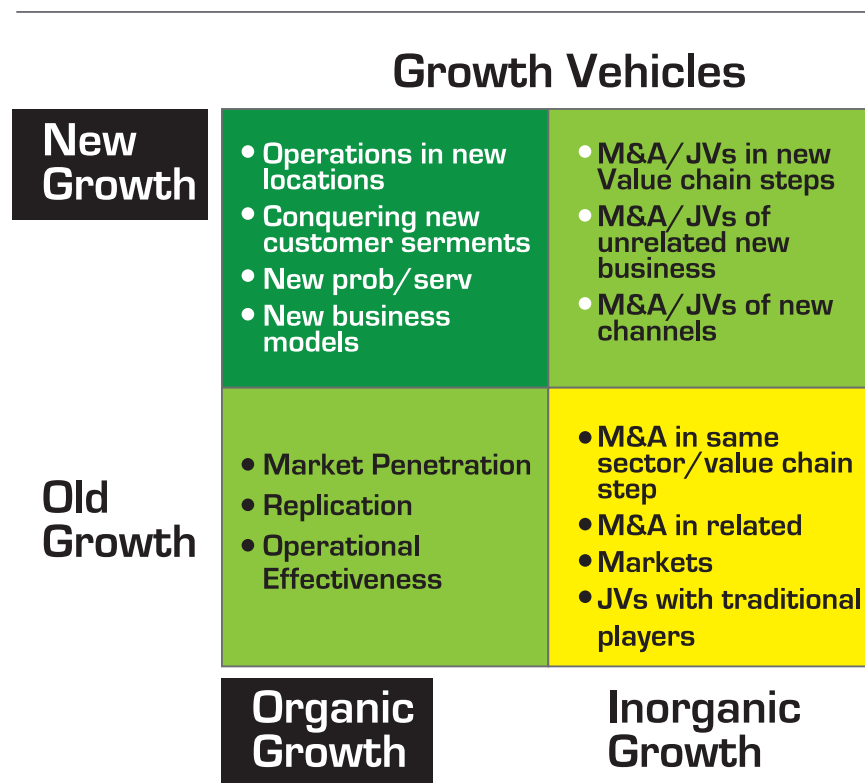 Growth Vehicles
New
Growth
• Operations in new
locations
• Conquering new
customer serments
• New prob/serv
• New business
models
• M&A/JVs in new
Value chain steps
• M&A/JVs of
unrelated new
business
• M&A/JVs of new
channels
Old
Growth
• Market Penetration
• Replication
• Operational
Effectiveness
• M&A in same
sector/value chain
step
• M&A in related
• Markets
• JVs with traditional
players
Organic
Growth
Inorganic
Growth